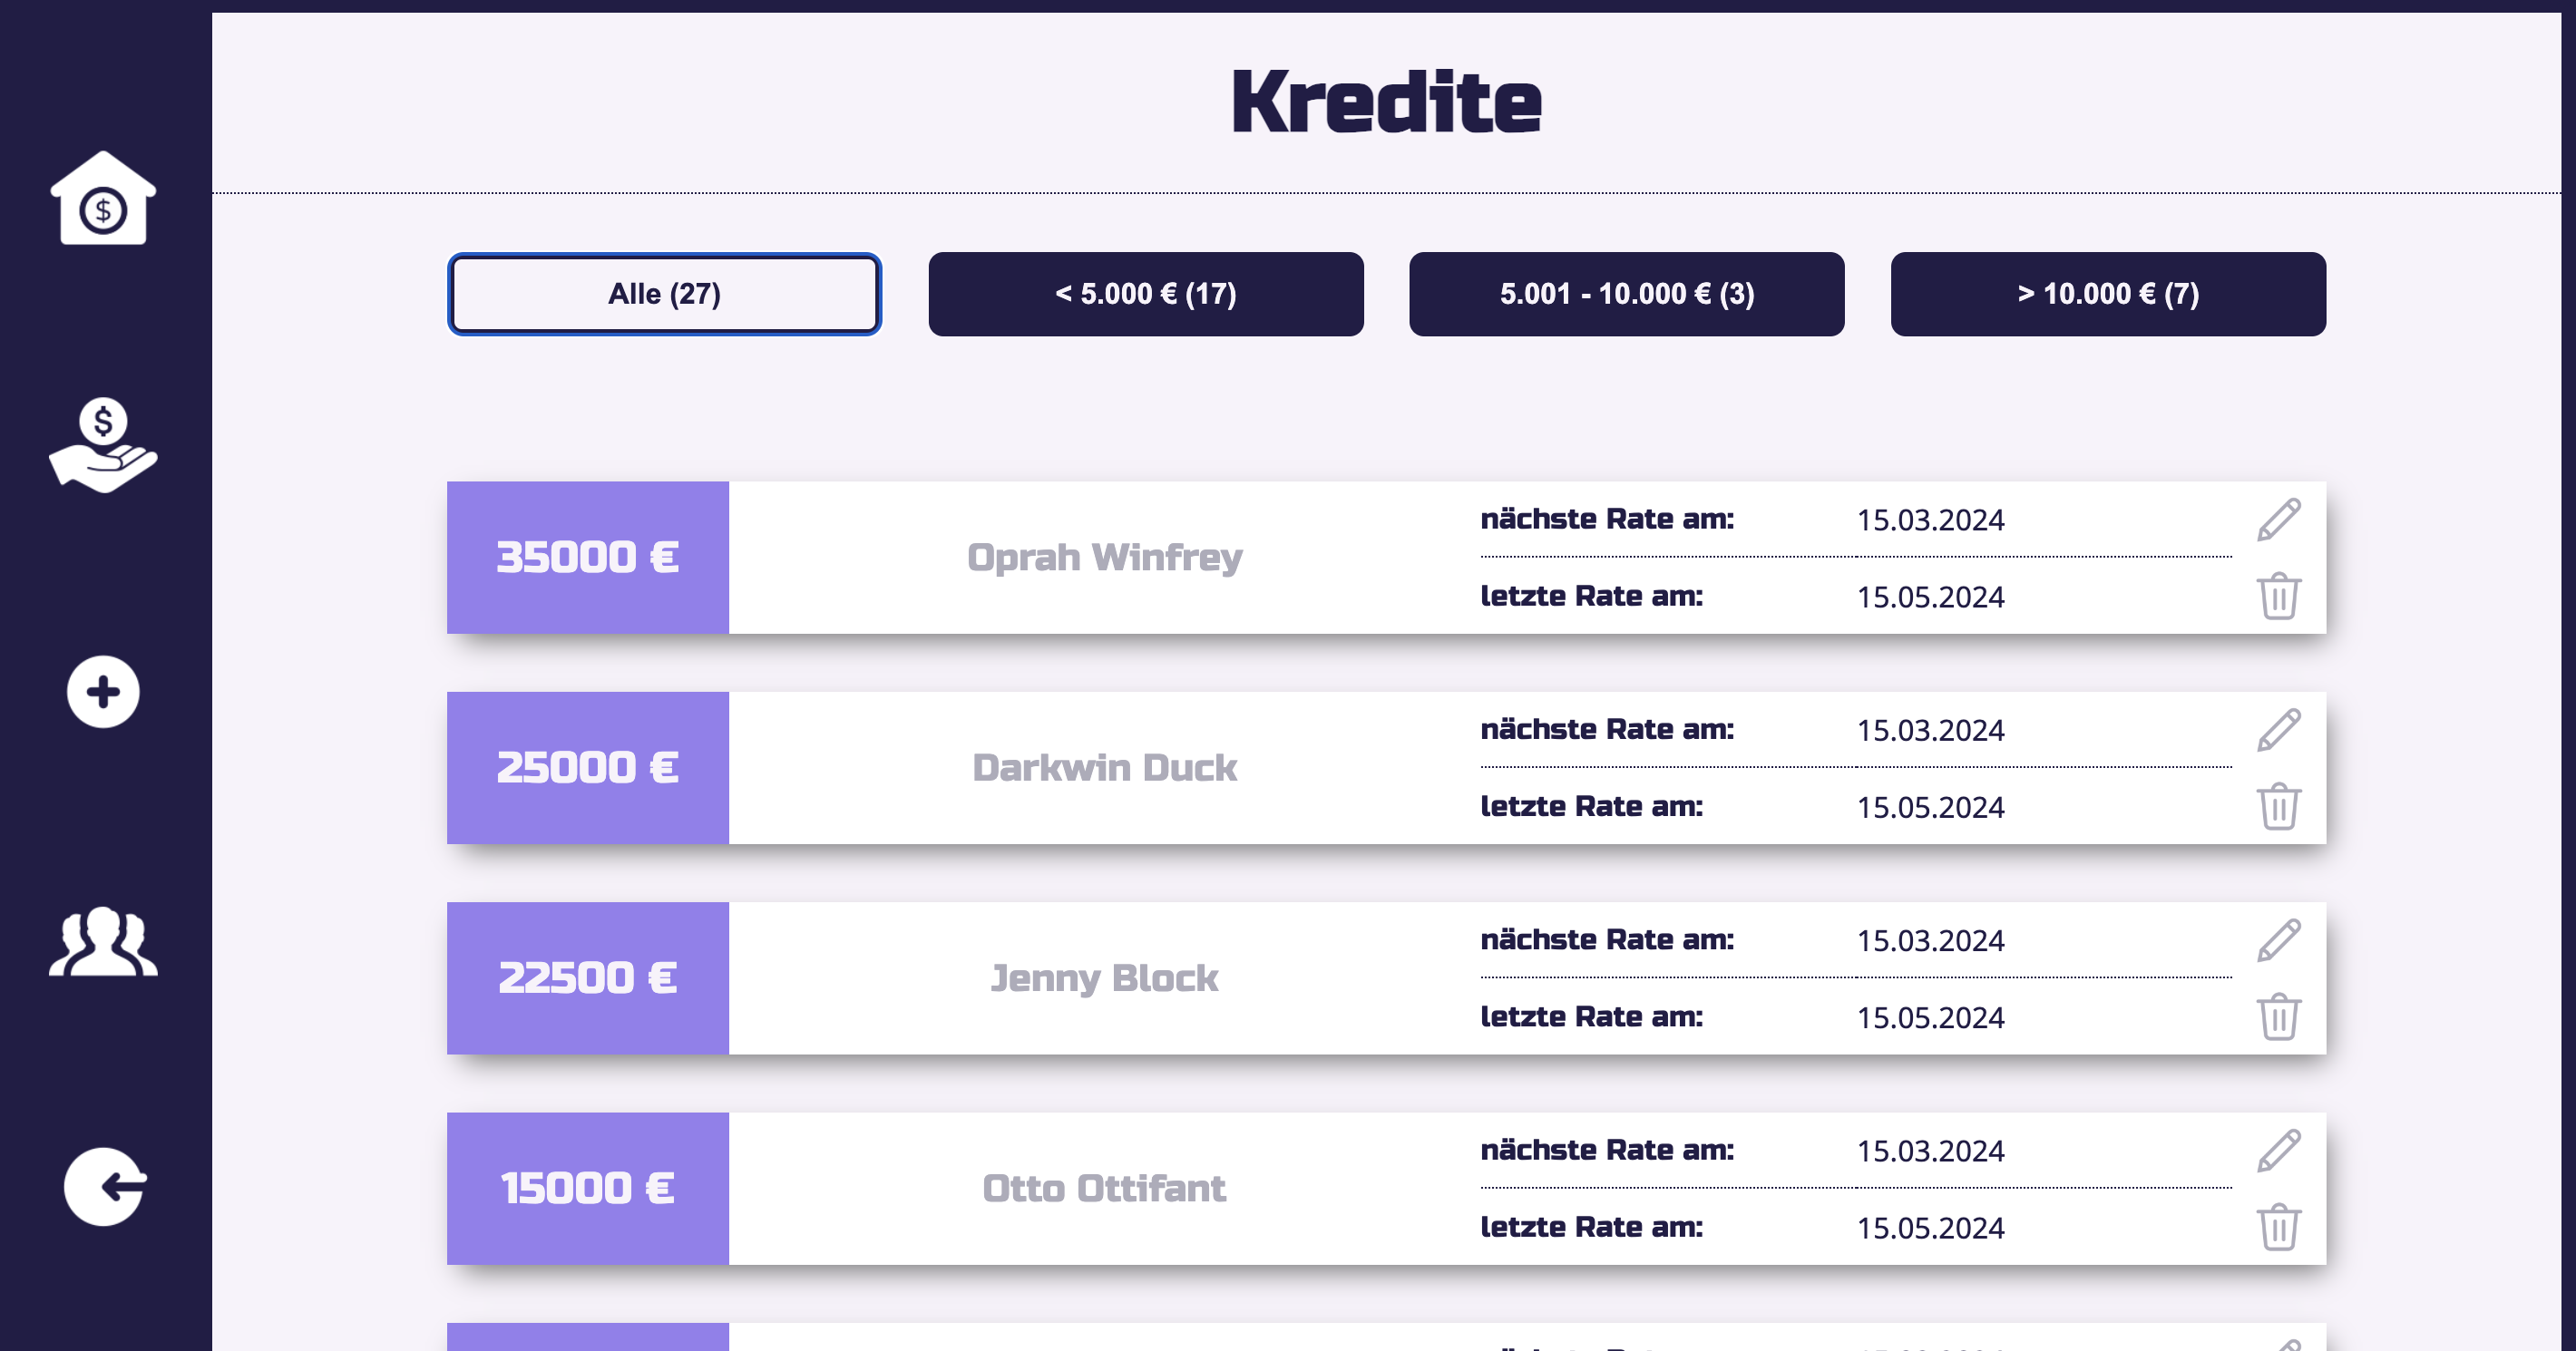 Kredite
Alle (27)
< 5.000 € (17)
5.001 - 10.000 € (3)
> 10.000 € (7)
35000 €
Oprah Winfrey
nächste Rate am: 15.03.2024
letzte Rate am: 15.05.2024
25000 €
Darkwin Duck
nächste Rate am: 15.03.2024
letzte Rate am: 15.05.2024
22500 €
Jenny Block
nächste Rate am: 15.03.2024
letzte Rate am: 15.05.2024
15000 €
Otto Ottifant
nächste Rate am: 15.03.2024
letzte Rate am: 15.05.2024